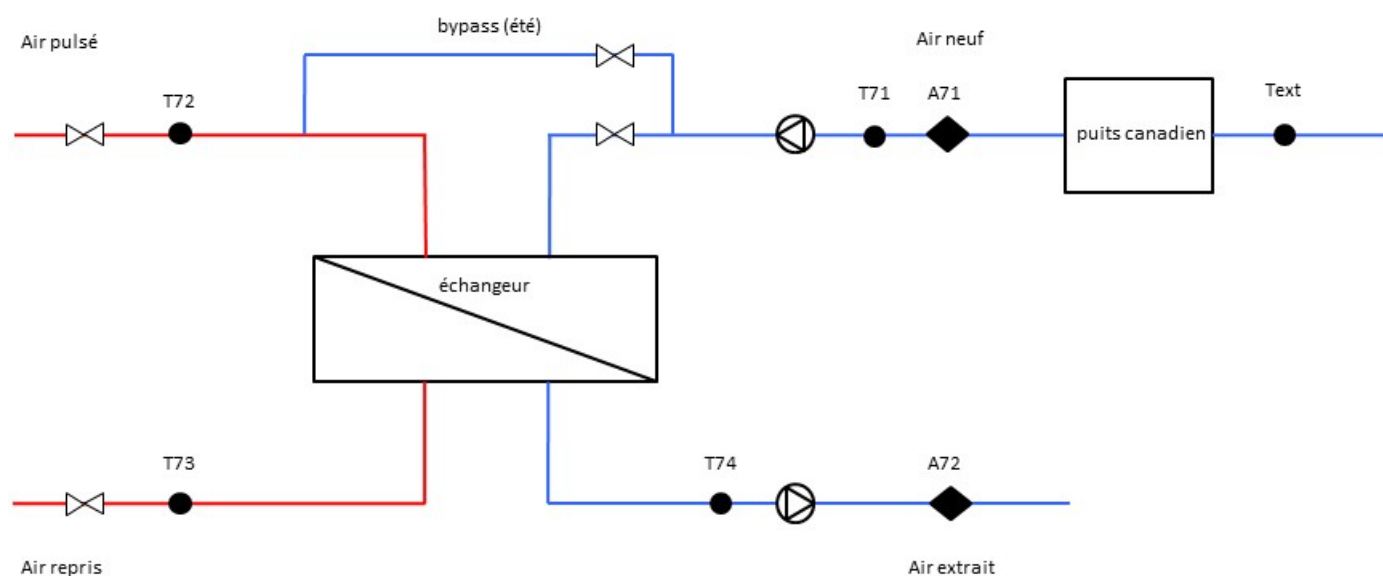 bypass (été)
Air pulsé
Air neuf
T72
T71
A71
Text
puits canadien
échangeur
T73
T74
A72
Air repris
Air extrait